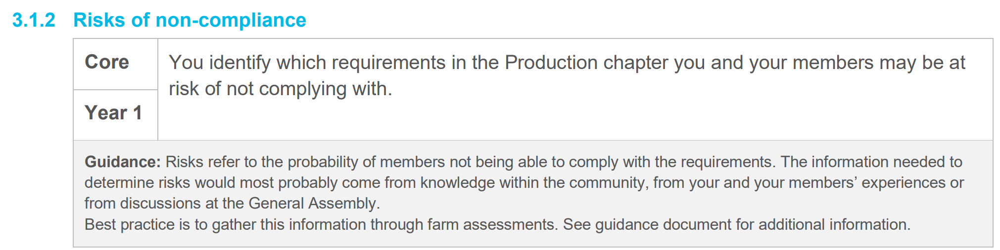 3.1.2 Risks of non-compliance
Core
You identify which requirements in the Production chapter you and your members may be at
risk of not complying with.
Year 1
Guidance: Risks refer to the probability of members not being able to comply with the requirements. The information needed to
determine risks would most probably come from knowledge within the community, from your and your members’ experiences or
from discussions at the General Assembly.
Best practice is to gather this information through farm assessments. See guidance document for additional information.